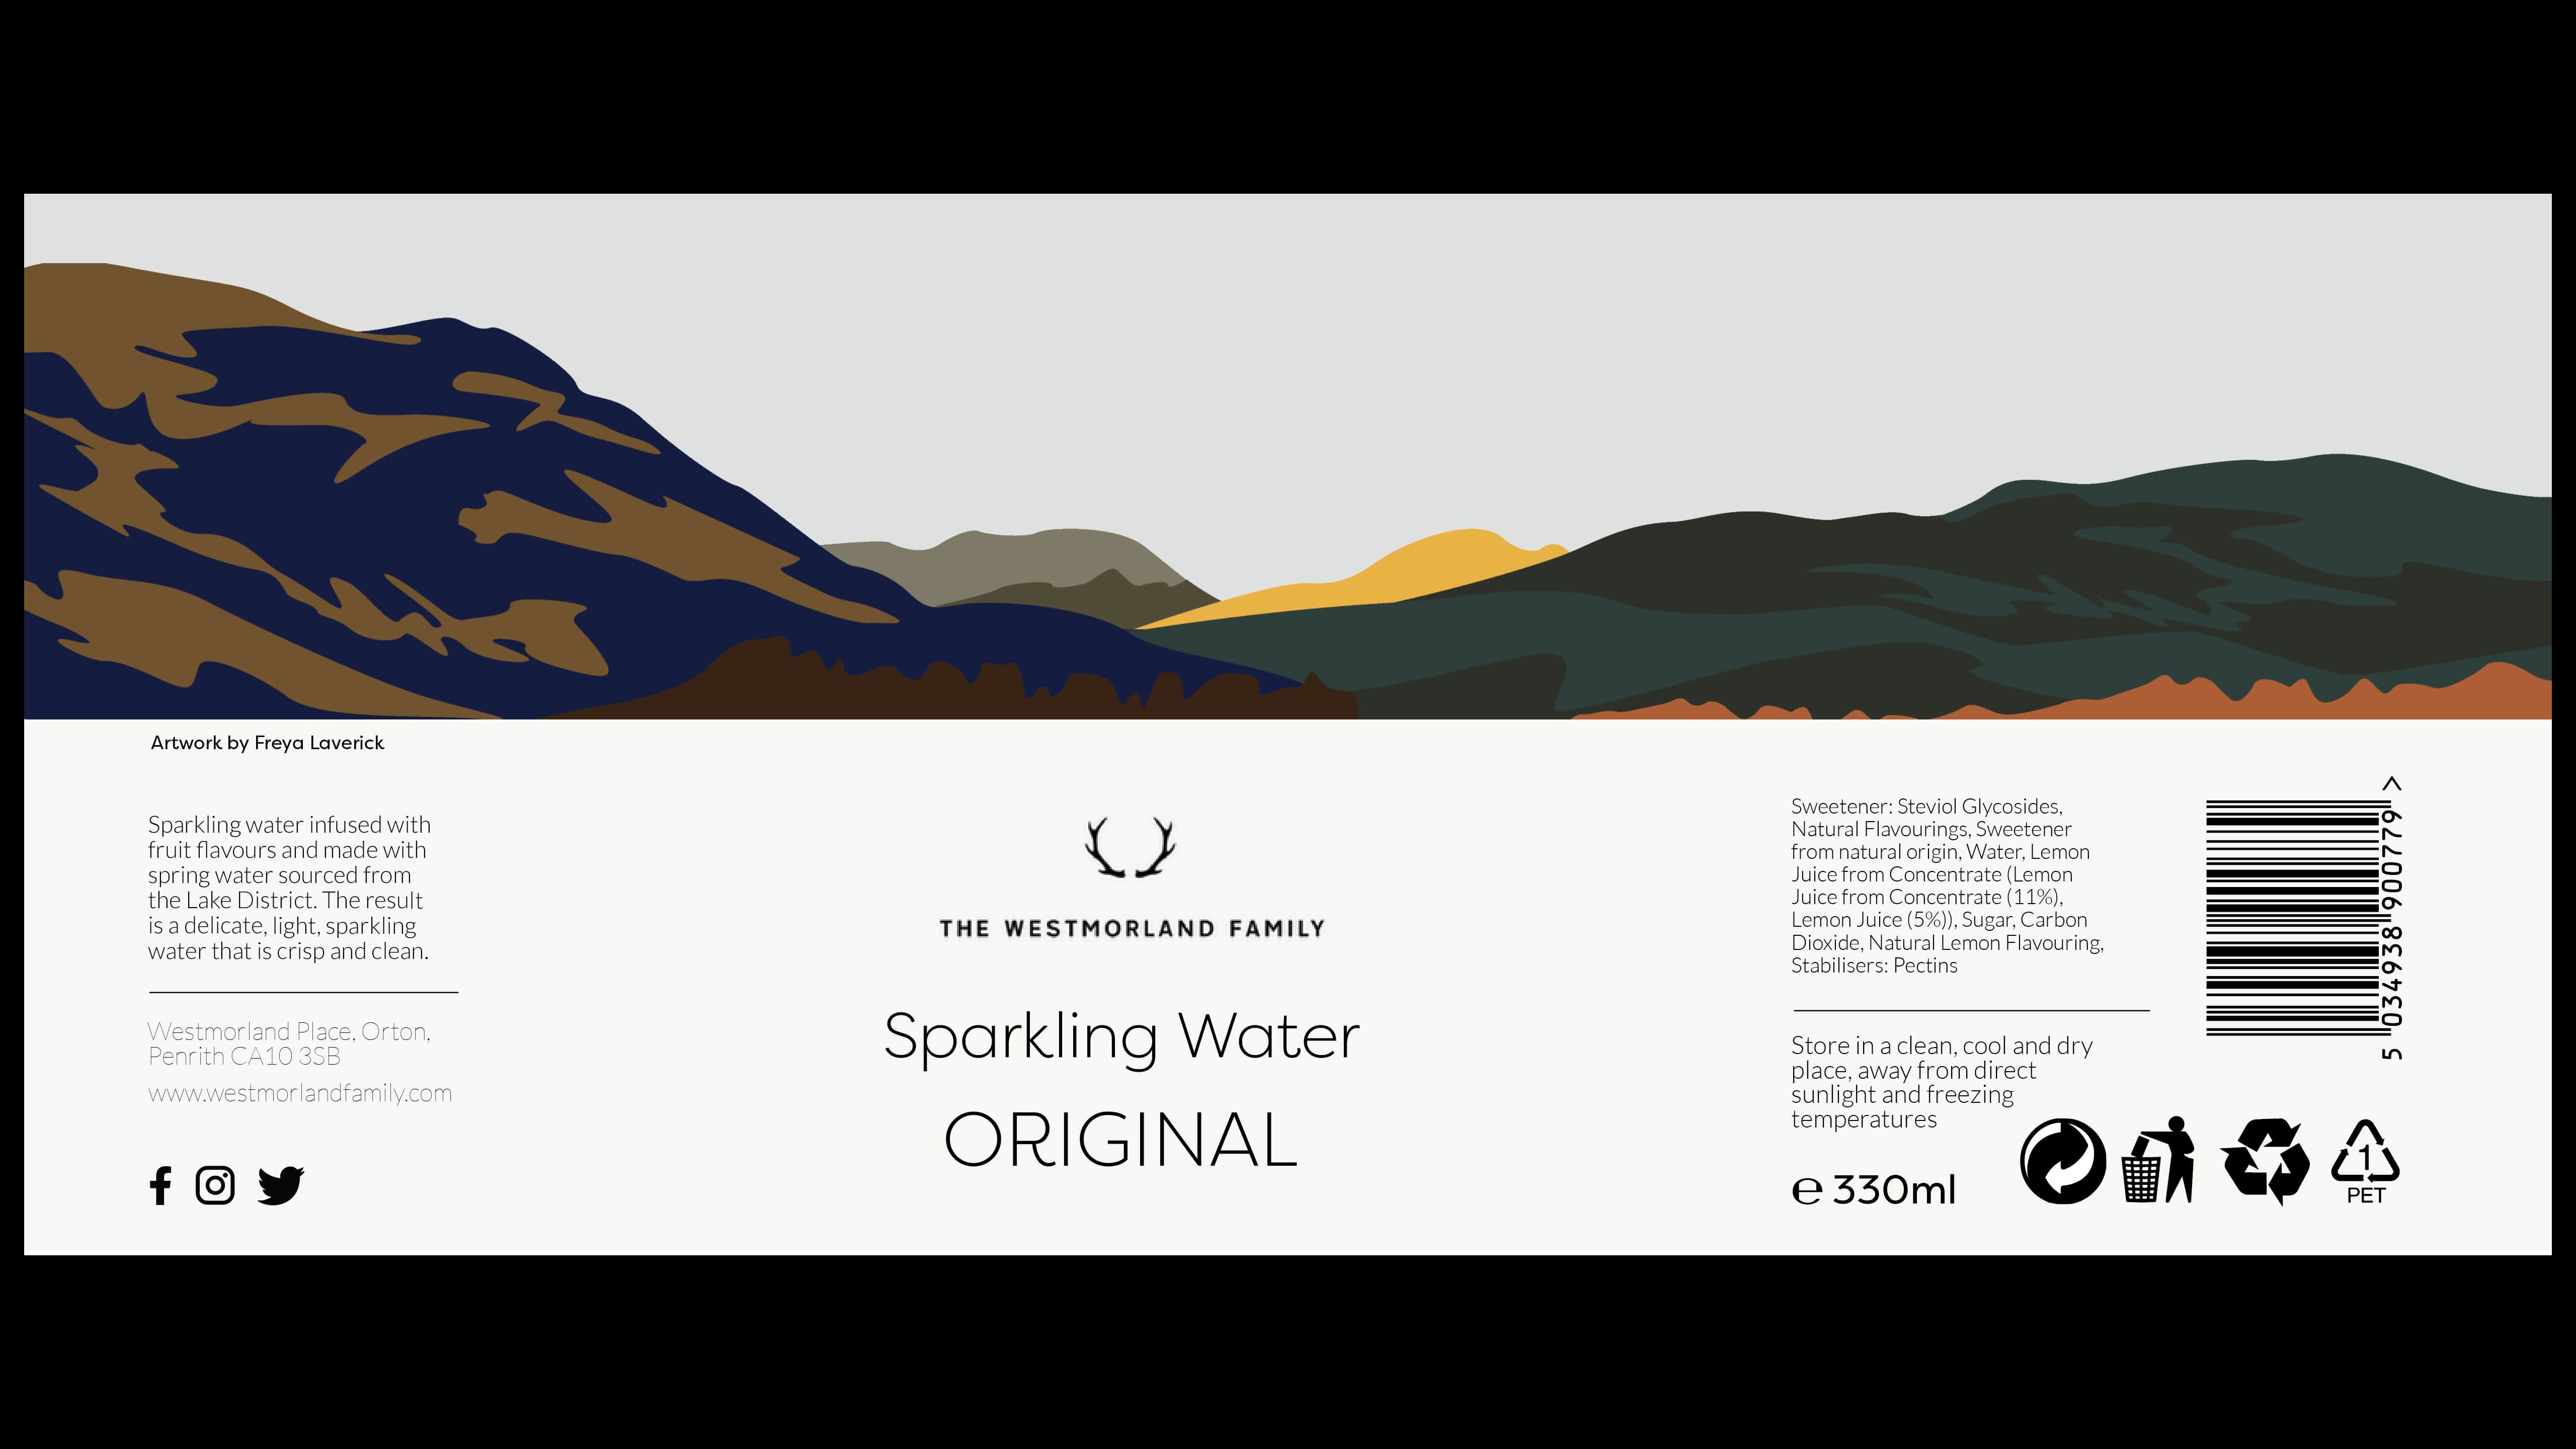 Artwork by Freya Laverick
Sparkling water infused with
fruit flavours and made with
spring water sourced from
the Lake District. The result
is a delicate, light, sparkling
water that is crisp and clean.
Westmorland Place, Orton,
Penrith CA10 3SB
www.westmorlandfamily.com
THE WESTMORLAND FAMILY
Sparkling Water
ORIGINAL
Sweetener: Steviol Glycosides,
Natural Flavourings, Sweetener
from natural origin, Water, Lemon
Juice from Concentrate (Lemon
Juice from Concentrate (11%),
Lemon Juice (5%)), Sugar, Carbon
Dioxide, Natural Lemon Flavouring,
Stabilisers: Pectins
Store in a clean, cool and dry
place, away from direct
sunlight and freezing
temperatures
℮ 330ml
5 034938 900779 >
1
PET